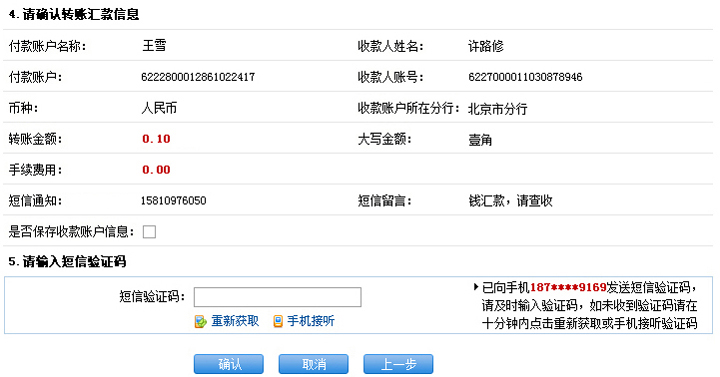 4.请确认转账汇款信息
付款账户名称： 王雪 收款人姓名： 许路修
付款账户： 6222800012861022417 收款人账号： 6227000011030878946
币种： 人民币 收款账户所在分行： 北京市分行
转账金额： 0.10 大写金额： 壹角
手续费用： 0.00
短信通知： 15810976050 短信留言： 钱汇款，请查收
是否保存收款账户信息：
5.请输入短信验证码
短信验证码：
重新获取 手机接听
已向手机187****9169发送短信验证码，
请及时输入验证码，如未收到验证码请在
十分钟内点击重新获取或手机接听验证码
确认 取消 上一步